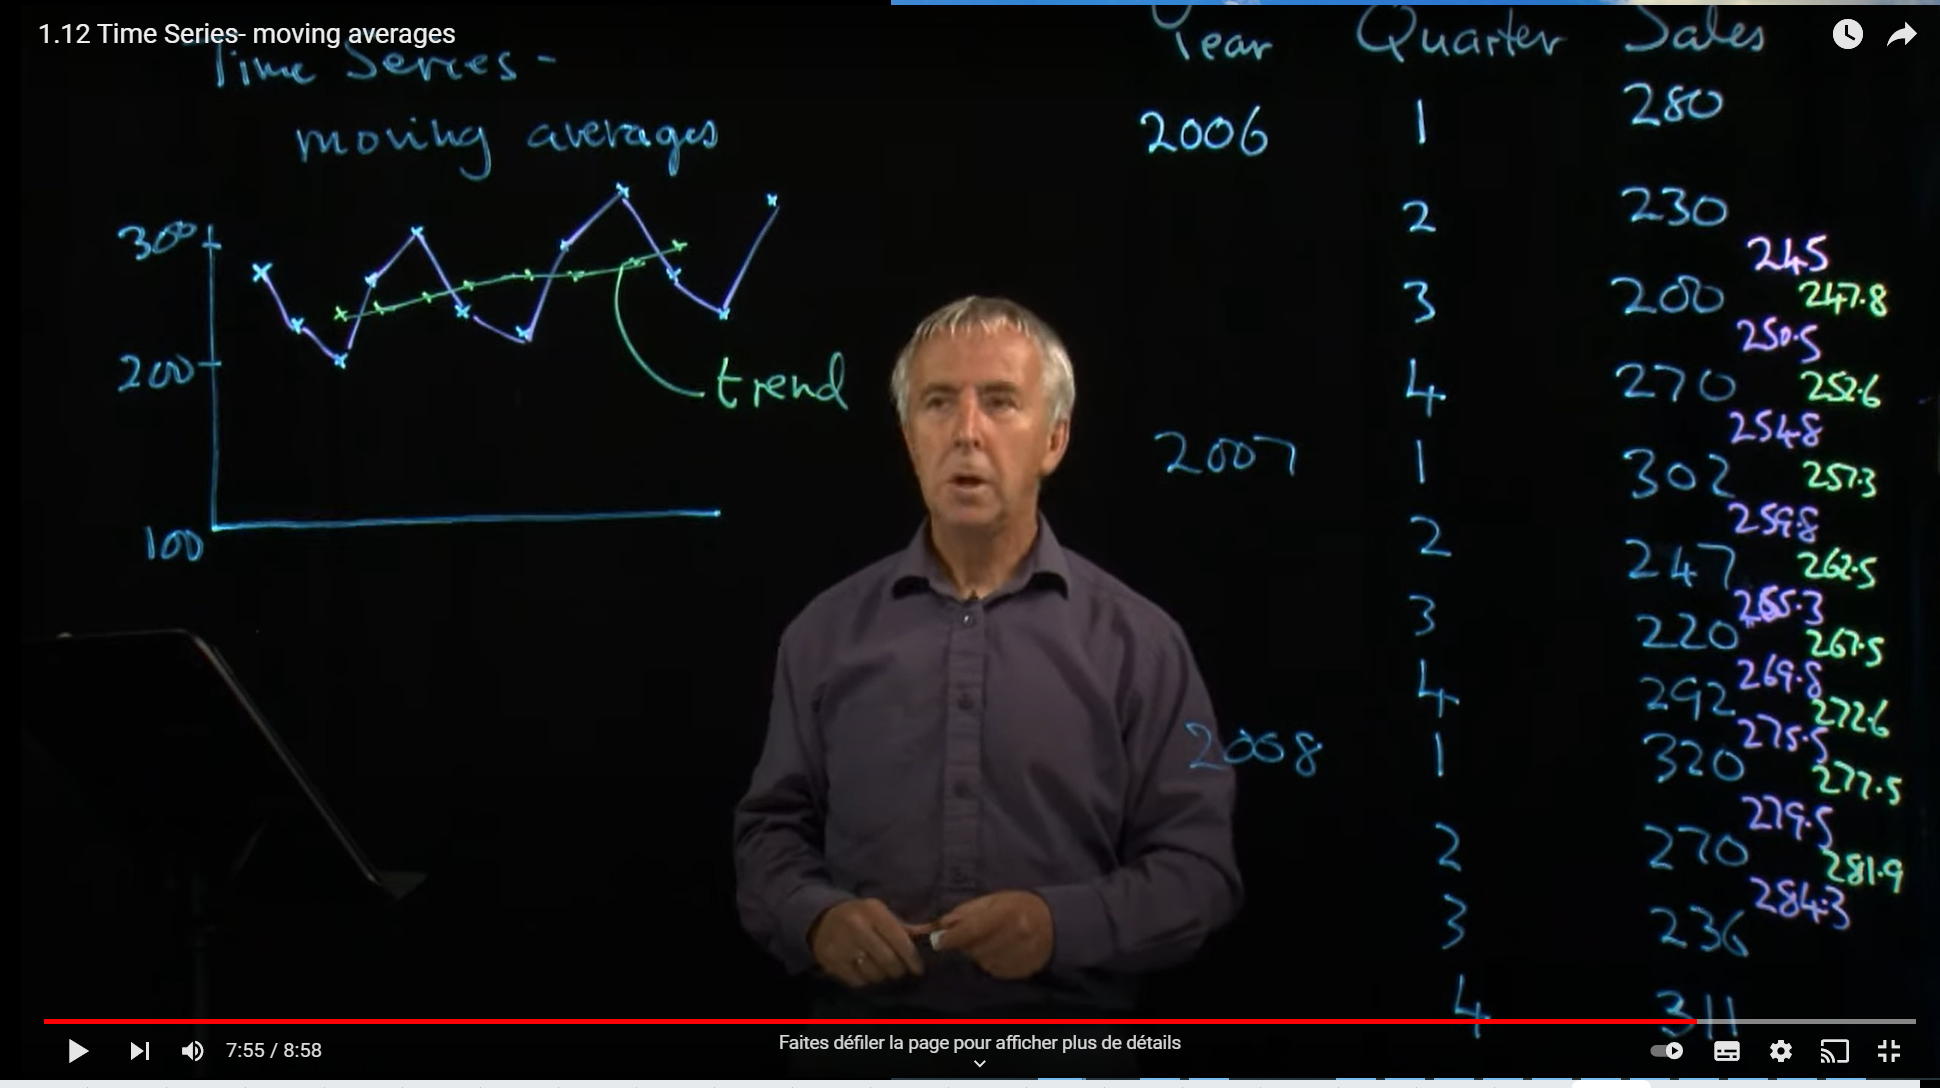 1.12 Time Series- moving averages
Time Series-
moving averages
300
200
100
trend
Year Quarter Sales
2006 1 280
2 230
245
3 200 247.8
250.5
4 270 252.6
254.8
2007 1 302 257.3
259.8
2 247 262.5
265.3
3 220 267.5
269.8
4 292 272.6
275.5
2008 1 320 277.5
279.5
2 270 281.9
284.3
3 236
4 311
7:55 / 8:58
Faites défiler la page pour afficher plus de détails